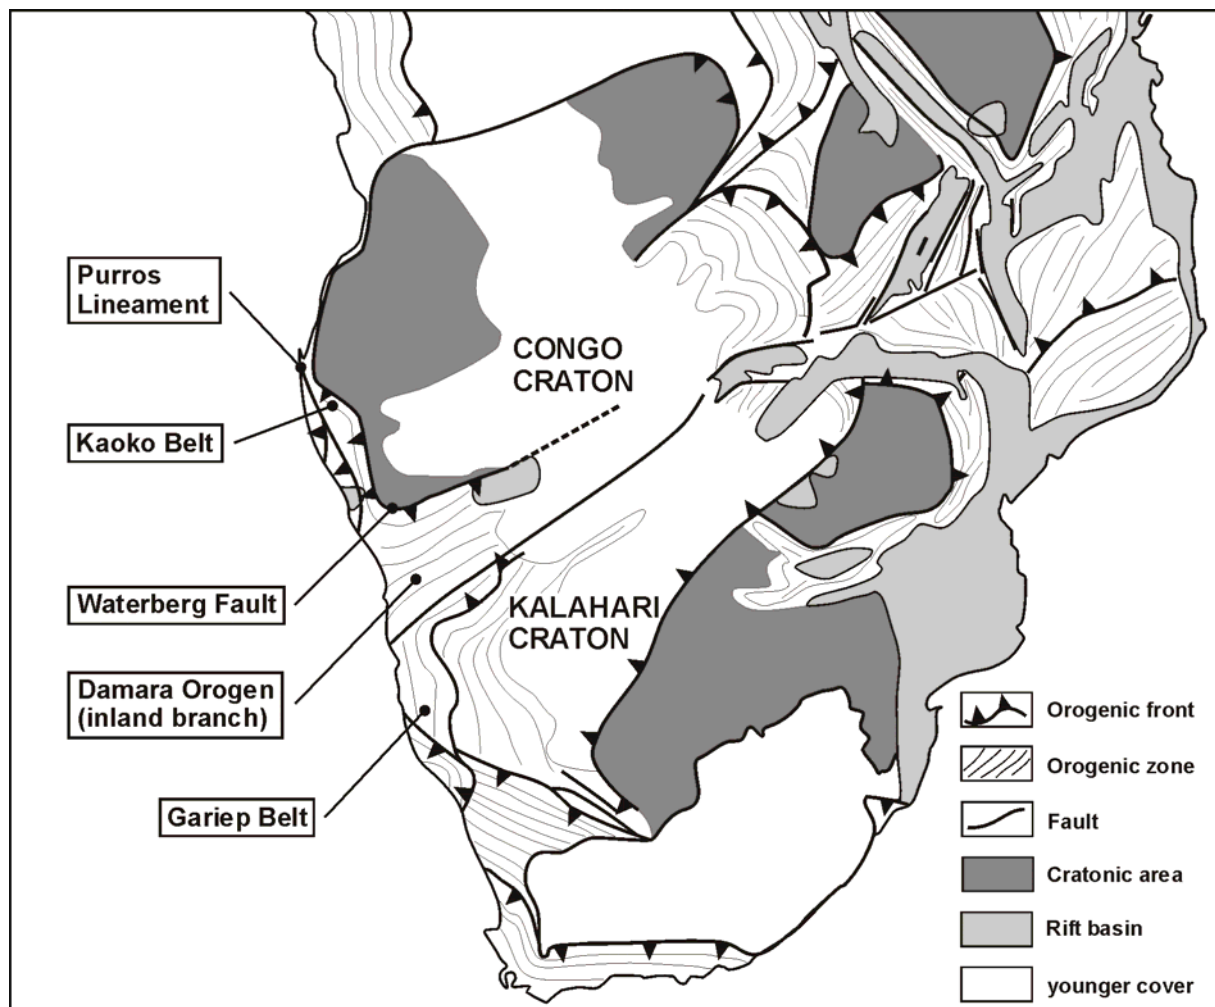 Purros
Lineament
CONGO
CRATON
Kaoko Belt
Waterberg Fault
KALAHARI
CRATON
Damara Orogen
(inland branch)
Gariep Belt
Orogenic front
Orogenic zone
Fault
Cratonic area
Rift basin
younger cover